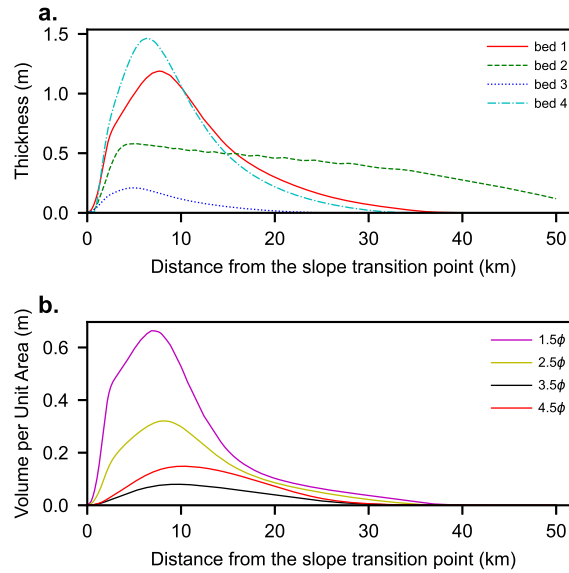 a.
Thickness (m)
1.5
1.0
0.5
0.0
bed 1
bed 2
bed 3
bed 4
0 10 20 30 40 50
Distance from the slope transition point (km)
b.
Volume per Unit Area (m)
0.6
0.4
0.2
0.0
1.5ϕ
2.5ϕ
3.5ϕ
4.5ϕ
0 10 20 30 40 50
Distance from the slope transition point (km)